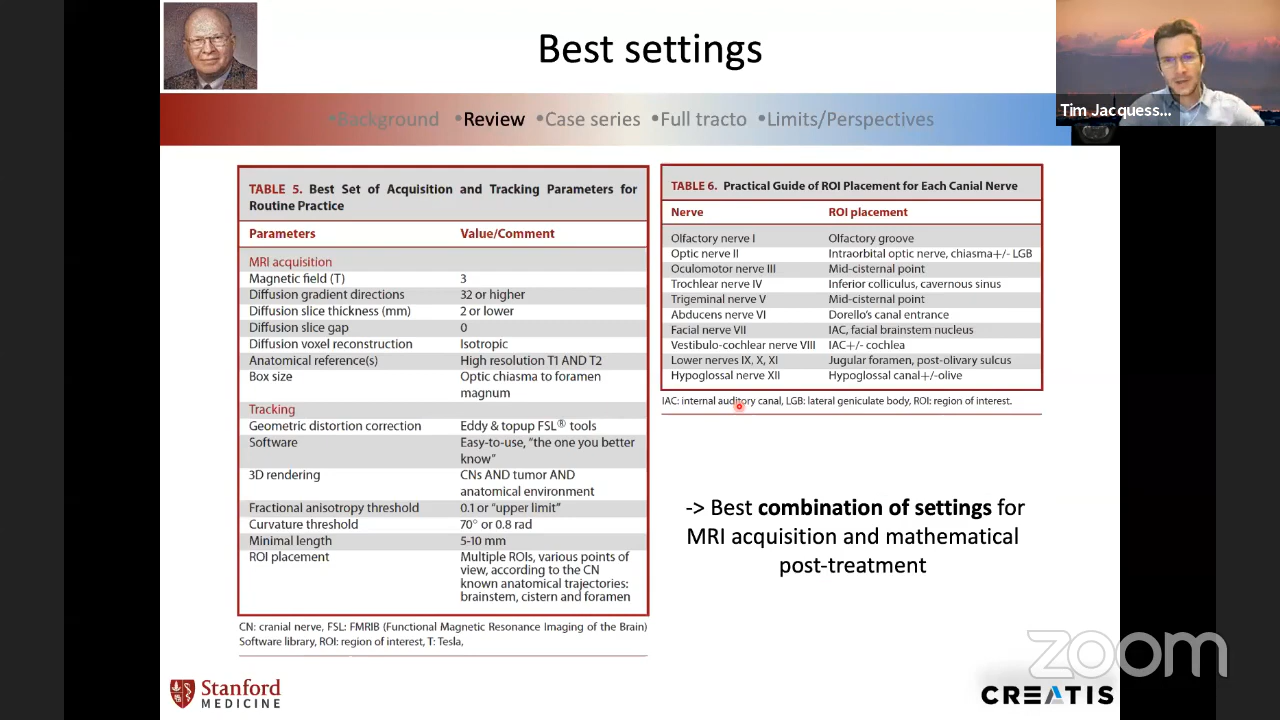 Best settings
Tim Jacquess...
•Background •Review •Case series •Full tracto •Limits/Perspectives
TABLE 5. Best Set of Acquisition and Tracking Parameters for
Routine Practice
Parameters Value/Comment
MRI acquisition
Magnetic field (T) 3
Diffusion gradient directions 32 or higher
Diffusion slice thickness (mm) 2 or lower
Diffusion slice gap 0
Diffusion voxel reconstruction Isotropic
Anatomical reference(s) High resolution T1 AND T2
Box size Optic chiasma to foramen
magnum
Tracking
Geometric distortion correction Eddy & topup FSL® tools
Software Easy-to-use, “the one you better
know”
3D rendering CNs AND tumor AND
anatomical environment
Fractional anisotropy threshold 0.1 or “upper limit”
Curvature threshold 70° or 0.8 rad
Minimal length 5-10 mm
ROI placement Multiple ROIs, various points of
view, according to the CN
known anatomical trajectories:
brainstem, cistern and foramen
CN: cranial nerve, FSL: FMRIB (Functional Magnetic Resonance Imaging of the Brain)
Software library, ROI: region of interest, T: Tesla,
TABLE 6. Practical Guide of ROI Placement for Each Canial Nerve
Nerve ROI placement
Olfactory nerve I Olfactory groove
Optic nerve II Intraorbital optic nerve, chiasma+/- LGB
Oculomotor nerve III Mid-cisternal point
Trochlear nerve IV Inferior colliculus, cavernous sinus
Trigeminal nerve V Mid-cisternal point
Abducens nerve VI Dorello’s canal entrance
Facial nerve VII IAC, facial brainstem nucleus
Vestibulo-cochlear nerve VIII IAC+/- cochlea
Lower nerves IX, X, XI Jugular foramen, post-olivary sulcus
Hypoglossal nerve XII Hypoglossal canal+/-olive
IAC: internal auditory canal, LGB: lateral geniculate body, ROI: region of interest.
-> Best combination of settings for
MRI acquisition and mathematical
post-treatment
zoom
Stanford
MEDICINE
CREATIS